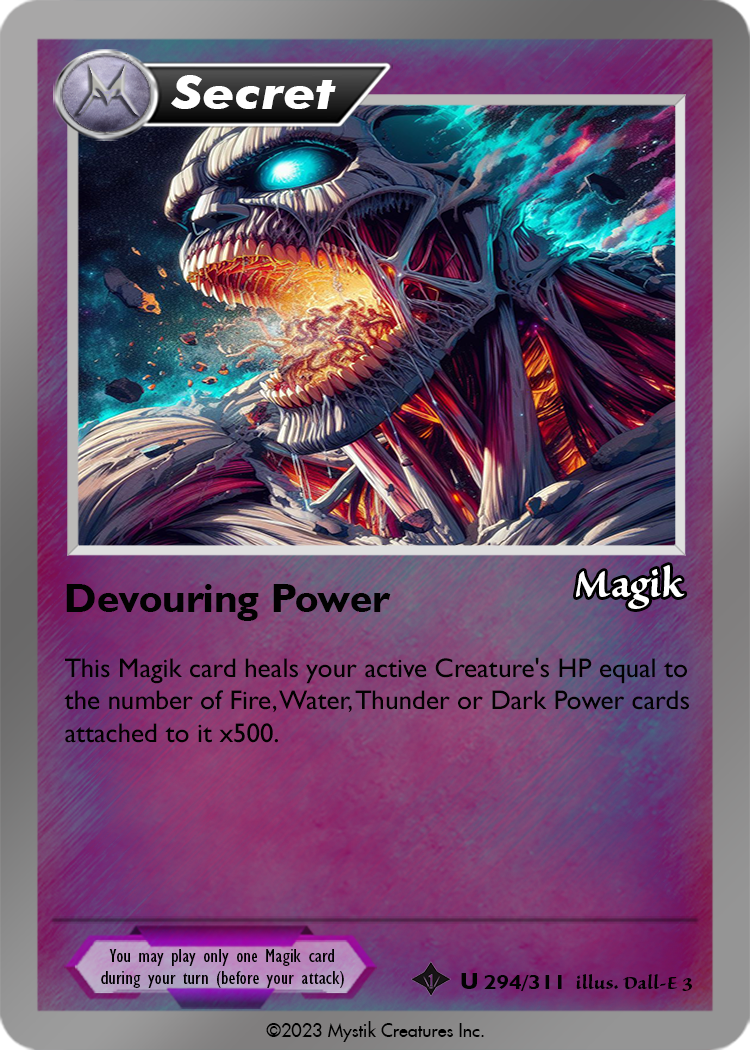 Secret
Devouring Power
Magik
This Magik card heals your active Creature's HP equal to
the number of Fire, Water, Thunder or Dark Power cards
attached to it x500.
You may play only one Magik card
during your turn (before your attack)
1 U 294/311 illus. Dall-E 3
©2023 Mystik Creatures Inc.